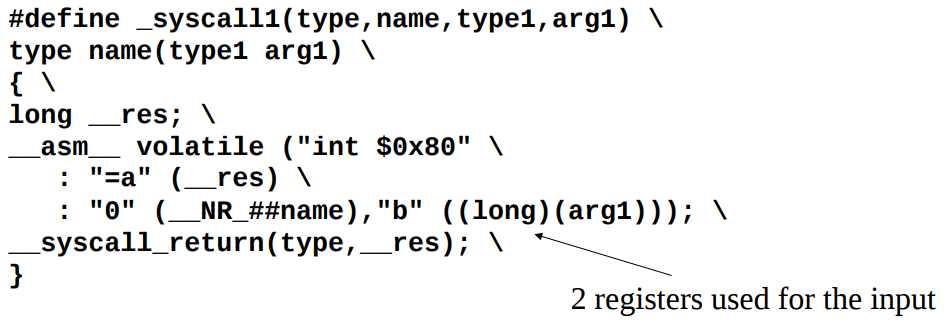 #define _syscall1(type,name,type1,arg1) \
type name(type1 arg1) \
{ \
long __res; \
__asm__ volatile ("int $0x80" \
: "=a" (__res) \
: "0" (__NR_##name),"b" ((long)(arg1))); \
__syscall_return(type,__res); \
}
2 registers used for the input